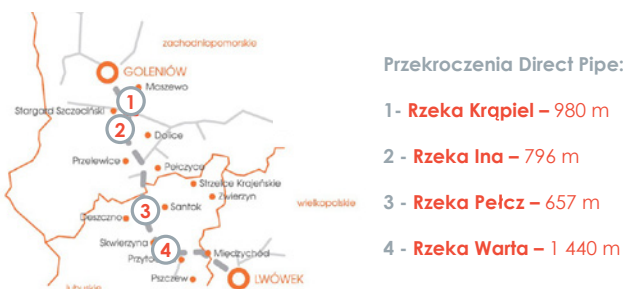 zachodniopomorskie
GOLENIÓW
Maszewo
1
Stargard Szczeciński
2
Dolice
Przelewice
Pełczyce
Strzelce Krajeńskie
Zwierzyn
wielkopolskie
3
Santok
Deszczno
Skwierzyna
4
Międzychód
Pszczew
LWÓWEK
lubuskie
Przekroczenia Direct Pipe:
1- Rzeka Krąpiel – 980 m
2 - Rzeka Ina – 796 m
3 - Rzeka Pełcz – 657 m
4 - Rzeka Warta – 1 440 m